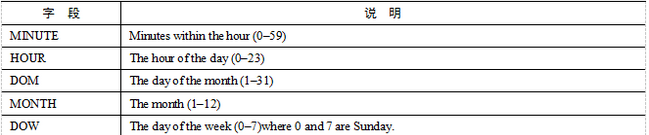 字 段 说 明
MINUTE Minutes within the hour (0–59)
HOUR The hour of the day (0–23)
DOM The day of the month (1–31)
MONTH The month (1–12)
DOW The day of the week (0–7)where 0 and 7 are Sunday.